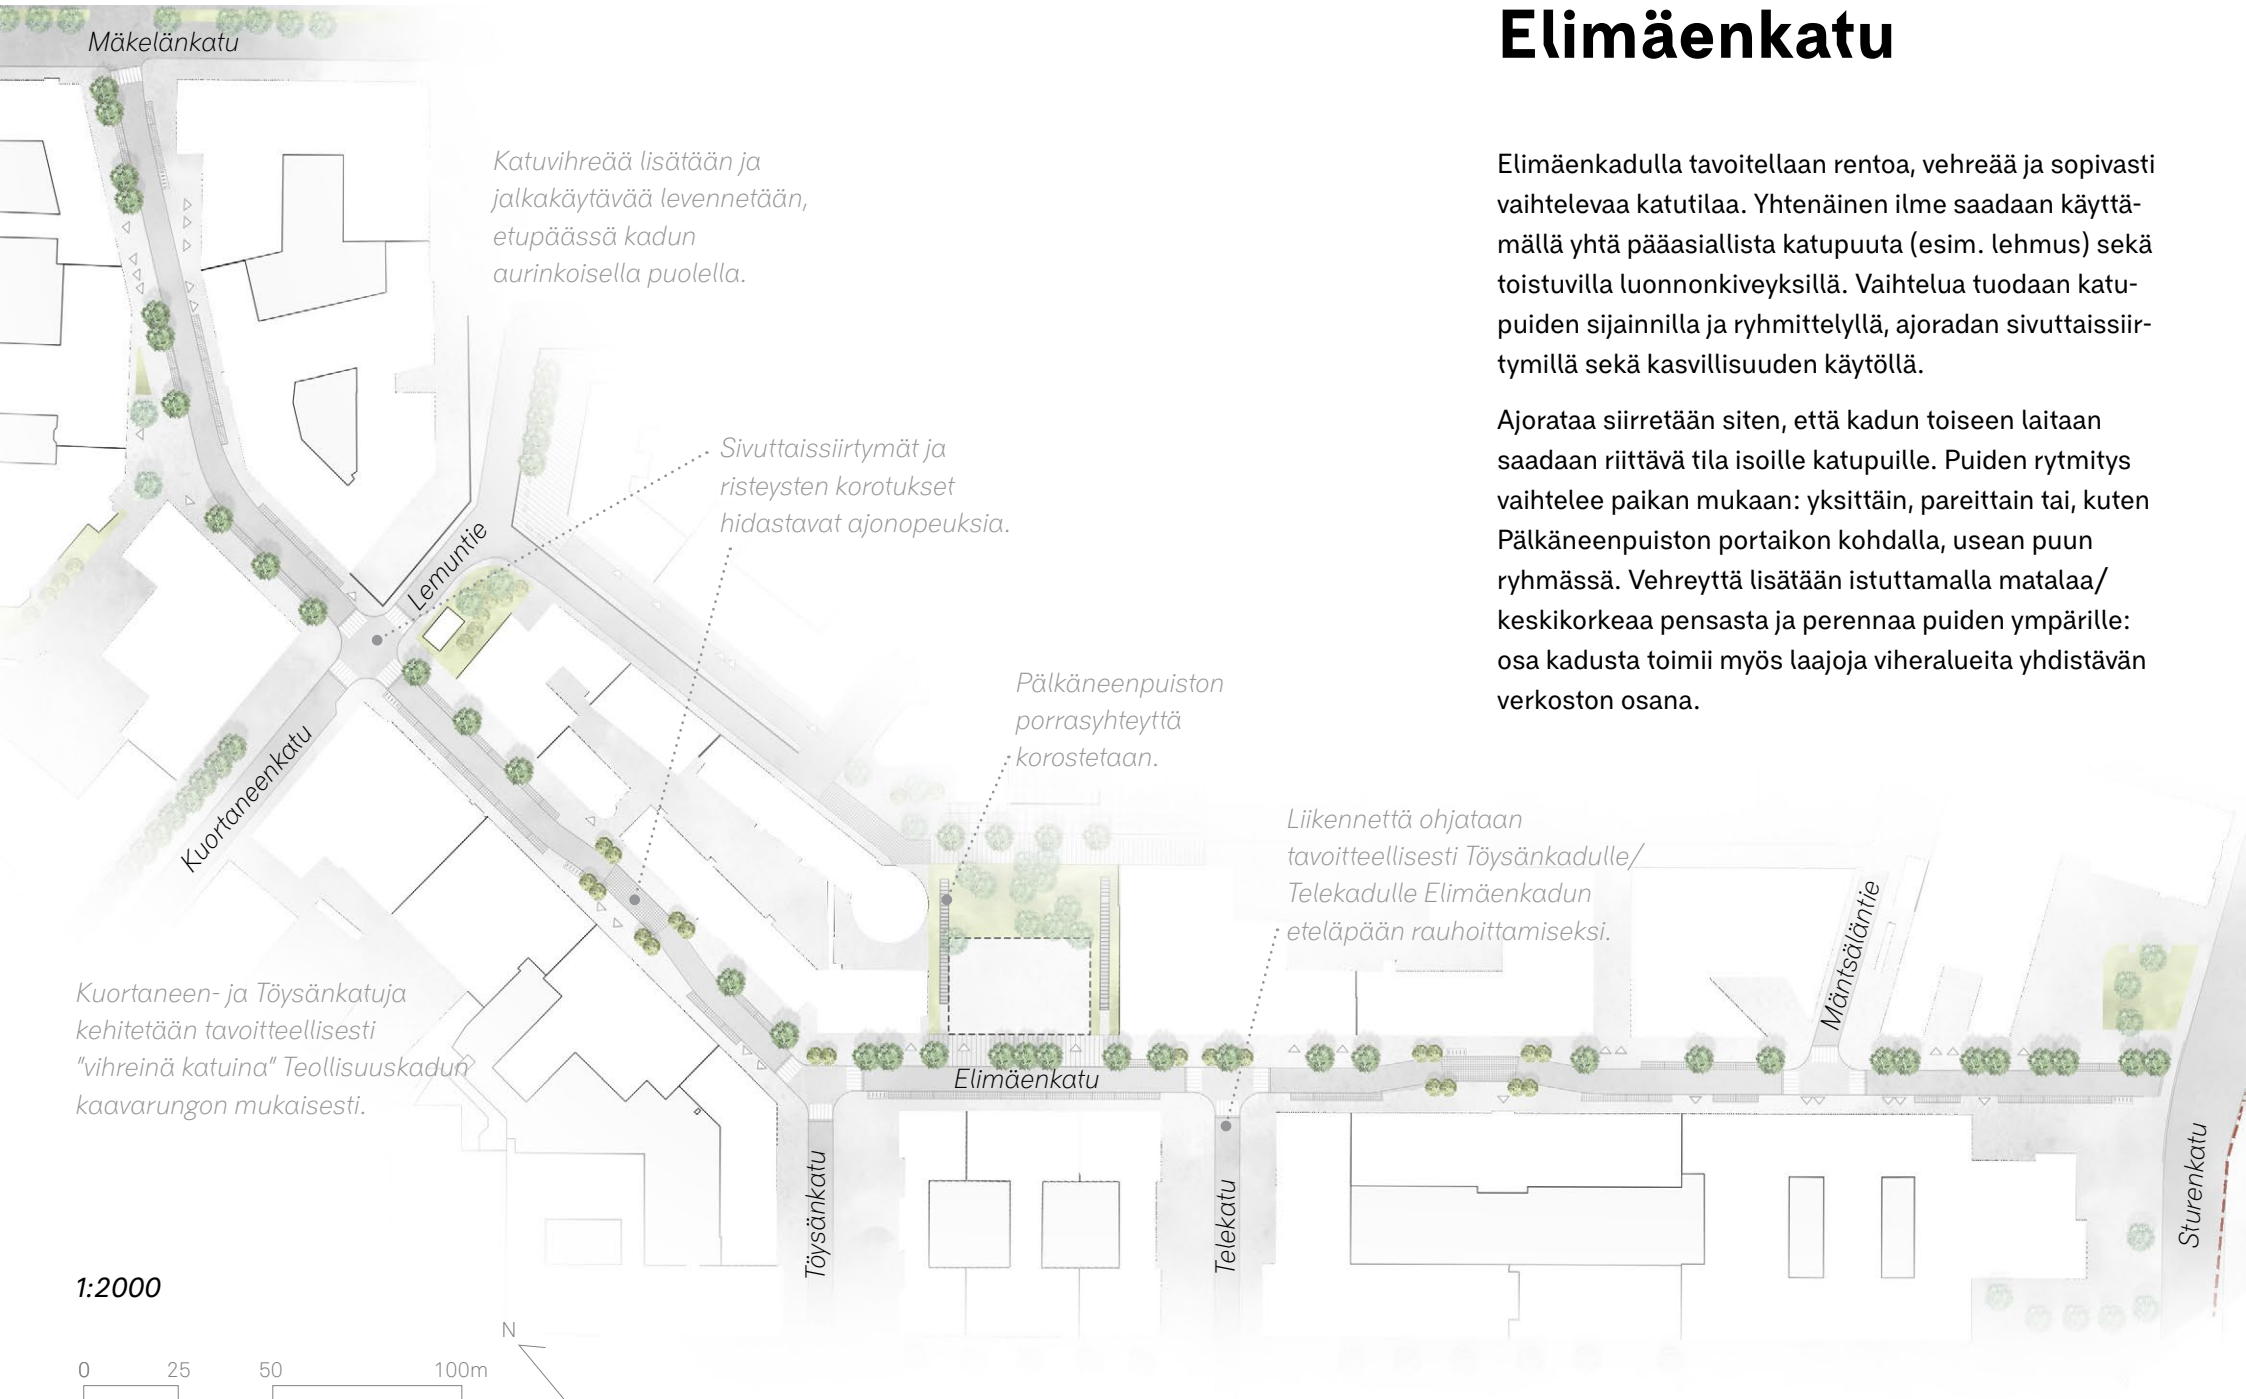 Elimäenkatu
Elimäenkadulla tavoitellaan rentoa, vehreää ja sopivasti
vaihtelevaa katutilaa. Yhtenäinen ilme saadaan käyttä-
mällä yhtä pääasiallista katupuuta (esim. lehmus) sekä
toistuvilla luonnonkiveyksillä. Vaihtelua tuodaan katu-
puiden sijainnilla ja ryhmittelyllä, ajoradan sivuttaissiir-
tymillä sekä kasvillisuuden käytöllä.
Ajorataa siirretään siten, että kadun toiseen laitaan
saadaan riittävä tila isoille katupuille. Puiden rytmitys
vaihtelee paikan mukaan: yksittäin, pareittain tai, kuten
Pälkäneenpuiston portaikon kohdalla, usean puun
ryhmässä. Vehreyttä lisätään istuttamalla matalaa/
keskikorkeaa pensasta ja perennaa puiden ympärille:
osa kadusta toimii myös laajoja viheralueita yhdistävän
verkoston osana.
Mäkelänkatu
Katuvihreää lisätään ja
jalkakäytävää levennetään,
etupäässä kadun
aurinkoisella puolella.
Sivuttaissiirtymät ja
risteysten korotukset
hidastavat ajonopeuksia.
Lemuntie
Kuortaneenkatu
Pälkäneenpuiston
porrasyhteyttä
korostetaan.
Liikennettä ohjataan
tavoitteellisesti Töysänkadulle/
Telekadulle Elimäenkadun
eteläpään rauhoittamiseksi.
Mäntsäläntie
Kuortaneen- ja Töysänkatuja
kehitetään tavoitteellisesti
"vihreinä katuina" Teollisuuskadun
kaavarungon mukaisesti.
Elimäenkatu
Töysänkatu
Telekatu
Sturenkatu
1:2000
N
0 25 50 100m